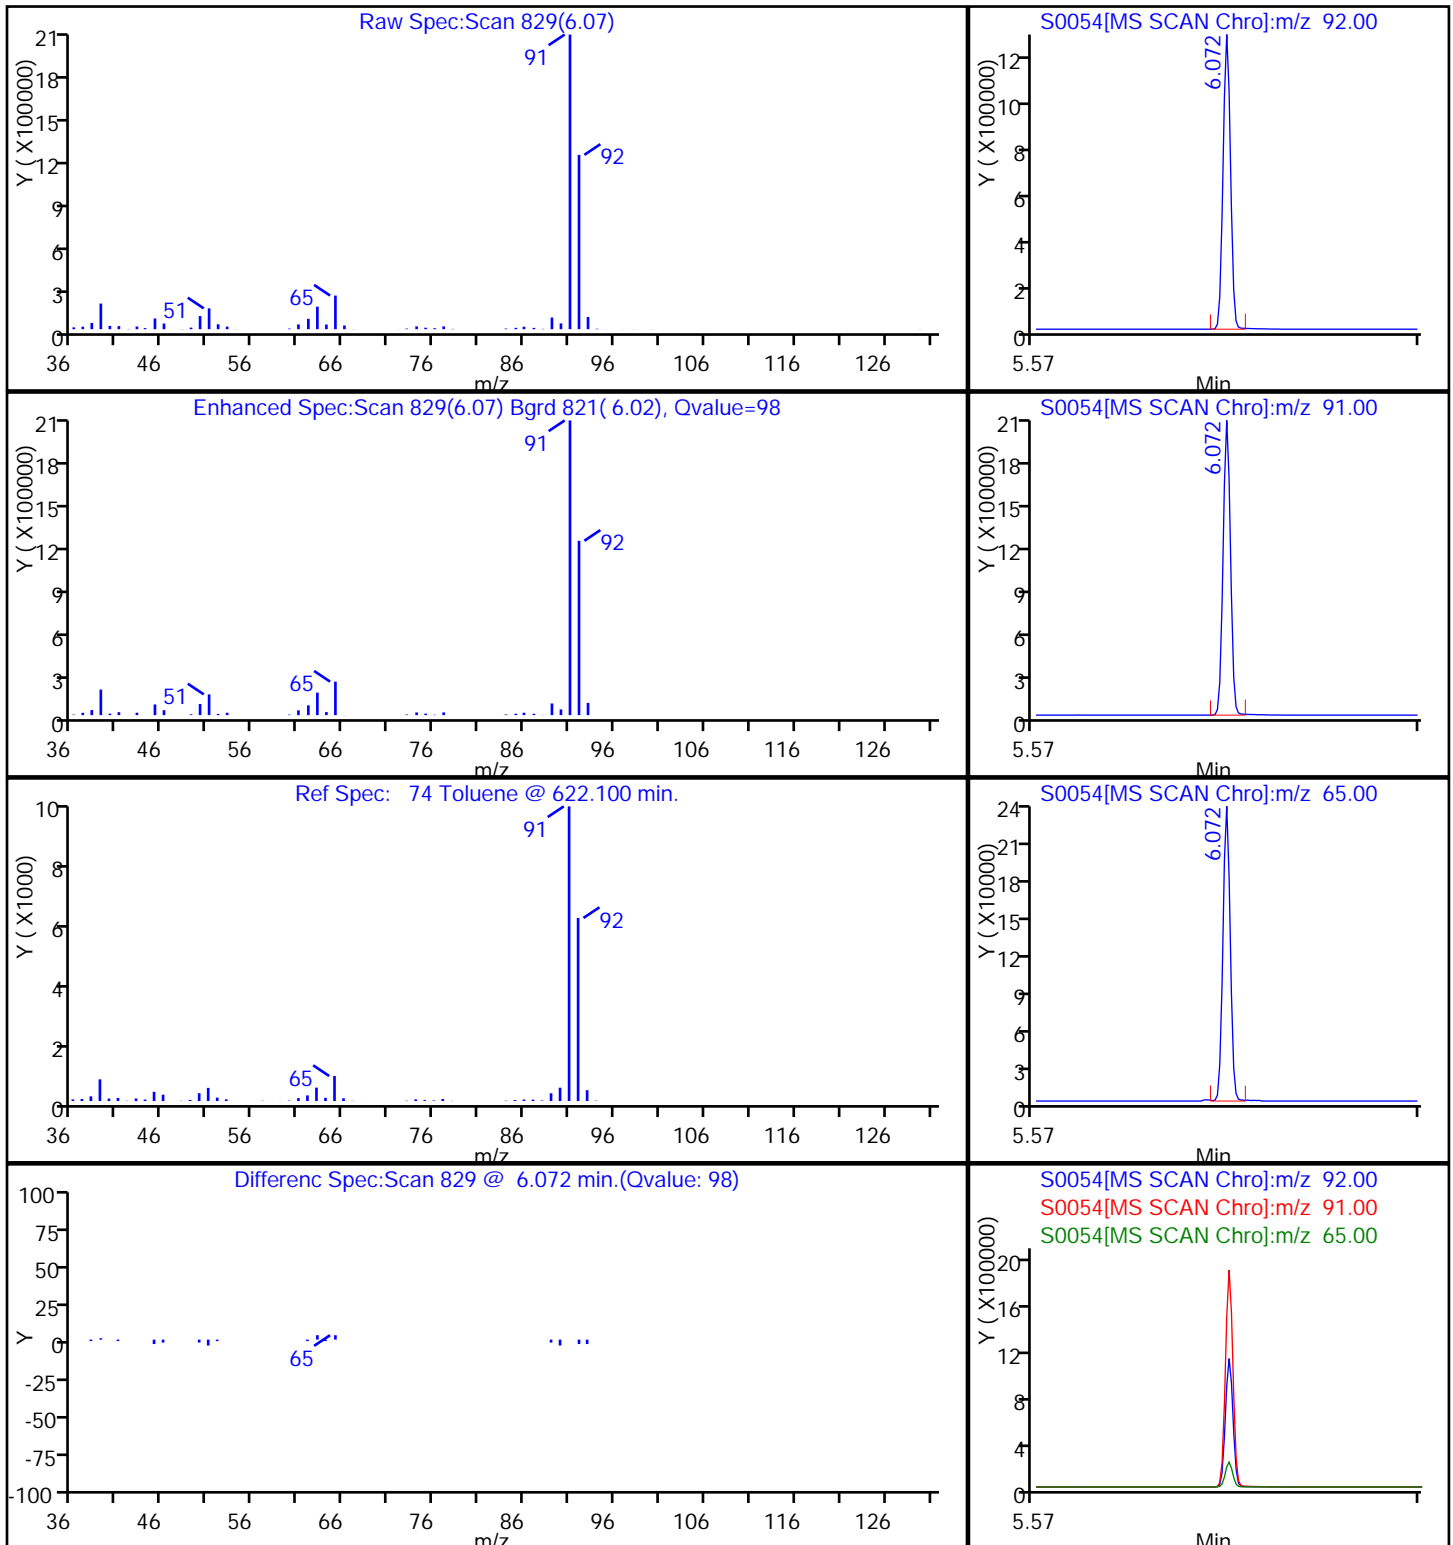 Raw Spec:Scan 829(6.07)
Y ( X100000)
21
18
15
12
9
6
3
0
91
92
51
65
36 46 56 66 76 86 96 106 116 126
m/z
S0054[MS SCAN Chro]:m/z 92.00
Y ( X100000)
12
10
8
6
4
2
0
6.072
5.57
Min
Enhanced Spec:Scan 829(6.07) Bgrd 821( 6.02), Qvalue=98
Y ( X100000)
21
18
15
12
9
6
3
0
91
92
51
65
36 46 56 66 76 86 96 106 116 126
m/z
S0054[MS SCAN Chro]:m/z 91.00
Y ( X100000)
21
18
15
12
9
6
3
0
6.072
5.57
Min
Ref Spec: 74 Toluene @ 622.100 min.
Y ( X1000)
10
8
6
4
2
0
91
92
65
36 46 56 66 76 86 96 106 116 126
m/z
S0054[MS SCAN Chro]:m/z 65.00
Y ( X10000)
24
21
18
15
12
9
6
3
0
6.072
5.57
Min
Differenc Spec:Scan 829 @ 6.072 min.(Qvalue: 98)
Y
100
75
50
25
0
-25
-50
-75
-100
65
36 46 56 66 76 86 96 106 116 126
m/z
S0054[MS SCAN Chro]:m/z 92.00
S0054[MS SCAN Chro]:m/z 91.00
S0054[MS SCAN Chro]:m/z 65.00
Y ( X100000)
20
16
12
8
4
0
5.57
Min